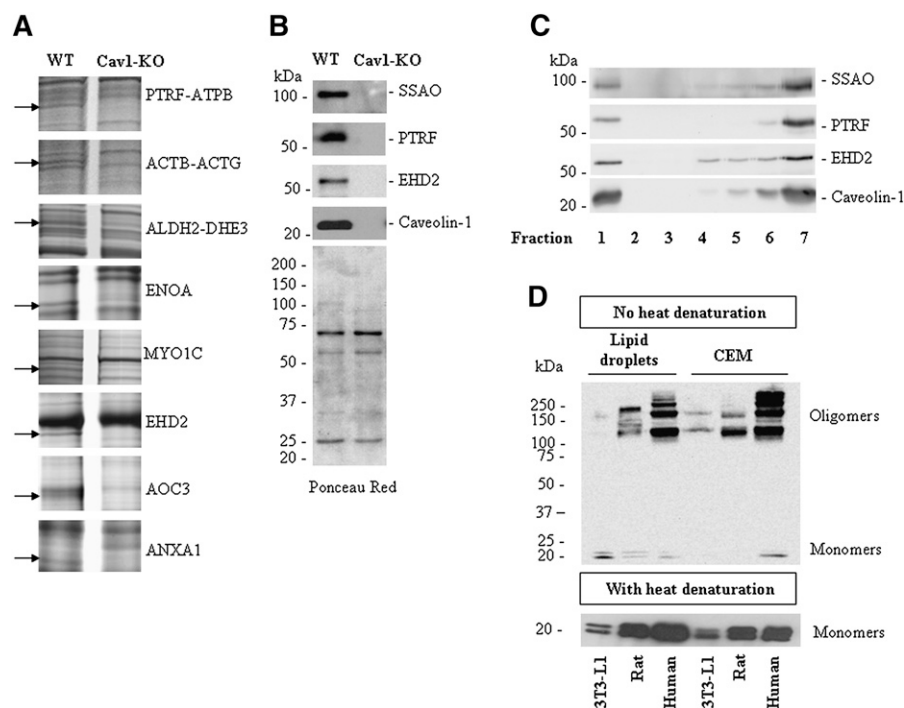 A
WT Cav1-KO
PTRF-ATPB
ACTB-ACTG
ALDH2-DHE3
ENOA
MYO1C
EHD2
AOC3
ANXA1
B
WT Cav1-KO
kDa
100 - - SSAO
50 - - PTRF
50 - - EHD2
20 - - Caveolin-1
200 -
150 -
100 -
75 -
50 -
37 -
25 -
20 -
Ponceau Red
C
kDa
100 - - SSAO
50 - - PTRF
50 - - EHD2
20 - - Caveolin-1
Fraction 1 2 3 4 5 6 7
D
No heat denaturation
Lipid
droplets
CEM
kDa
250 -
150 -
100 -
75 -
50 -
37 –
25 -
20 -
Oligomers
Monomers
With heat denaturation
20 - Monomers
3T3-L1 Rat Human 3T3-L1 Rat Human